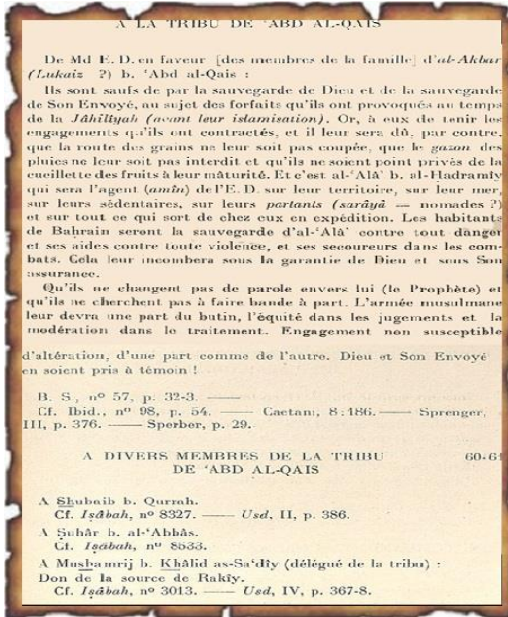 A LA TRIBU DE ‘ABD AL-QAIS
De Md E. D. en faveur [des membres de la famille] d'al-Akbar
(Lukaiz ?) b. ‘Abd al-Qais :
Ils sont saufs de par la sauvegarde de Dieu et de la sauvegarde
de Son Envoyé, au sujet des forfaits qu'ils ont provoqués au temps
de la Jâhilîyah (avant leur islamisation). Or, à eux de tenir les
engagements q.'ils ont contractés, et il leur sera dû, par contre,
que la route des grains ne leur soit pas coupée, que le gazon des
pluies ne leur soit pas interdit et qu'ils ne soient point privés de la
cueillette des fruits à leur mâturité. Et c'est al-‘Alâ’ b. al-Hadramîy
qui sera l'agent (amîn) de l'E. D. sur leur territoire, sur leur mer,
sur leurs sédentaires, sur leurs partants (sarâyâ — nomades ?)
et sur tout ce qui sort de chez eux en expédition. Les habitants
de Bahrain seront la sauvegarde d'al-‘Alâ’ contre tout danger
et ses aides contre toute violence, et ses secoureurs dans les com-
bats. Cela leur incombera sous la garantie de Dieu et sous Son
assurance.
Qu'ils ne changent pas de parole envers lui (le Prophète) et
qu'ils ne cherchent pas à faire bande à part. L'armée musulmane
leur devra une part du butin, l'équité dans les jugements et la
modération dans le traitement. Engagement non susceptible
d'altération, d'une part comme de l'autre. Dieu et Son Envoyé
en soient pris à témoin !
B. S., nº 57, p. 32-3. ——
Cf. Ibid., nº 98, p. 54. —— Caetani, 8 : 186. —— Sprenger,
III, p. 376. —— Sperber, p. 29.
A DIVERS MEMBRES DE LA TRIBU 60-61
DE ‘ABD AL-QAIS
A Shubaib b. Qurrah.
Cf. Iṣâbah, nº 8327. —— Usd, II, p. 386.
A Ṣuhâr b. al-‘Abbâs.
Cf. Iṣâbah, nº 8533.
A Mushamrij b. Khâlid as-Sa‘dîy (délégué de la tribu) :
Don de la source de Rakîy.
Cf. Iṣâbah, nº 3013. —— Usd, IV, p. 367-8.